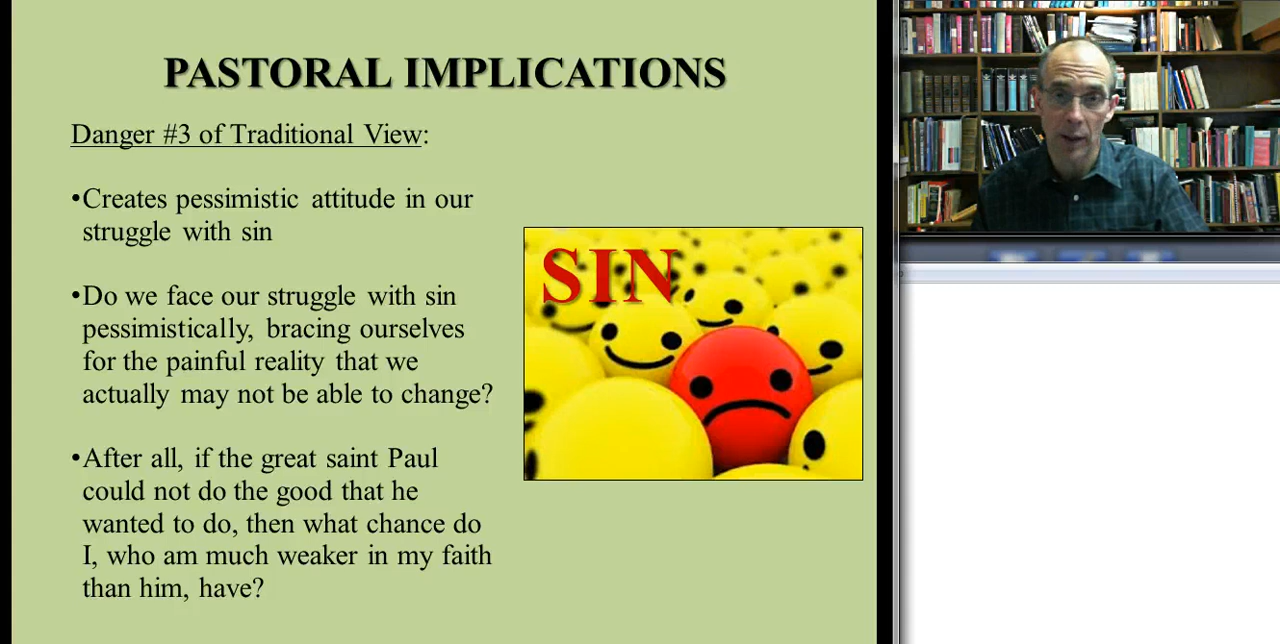 PASTORAL IMPLICATIONS
Danger #3 of Traditional View:
•Creates pessimistic attitude in our
struggle with sin
•Do we face our struggle with sin
pessimistically, bracing ourselves
for the painful reality that we
actually may not be able to change?
•After all, if the great saint Paul
could not do the good that he
wanted to do, then what chance do
I, who am much weaker in my faith
than him, have?
SIN